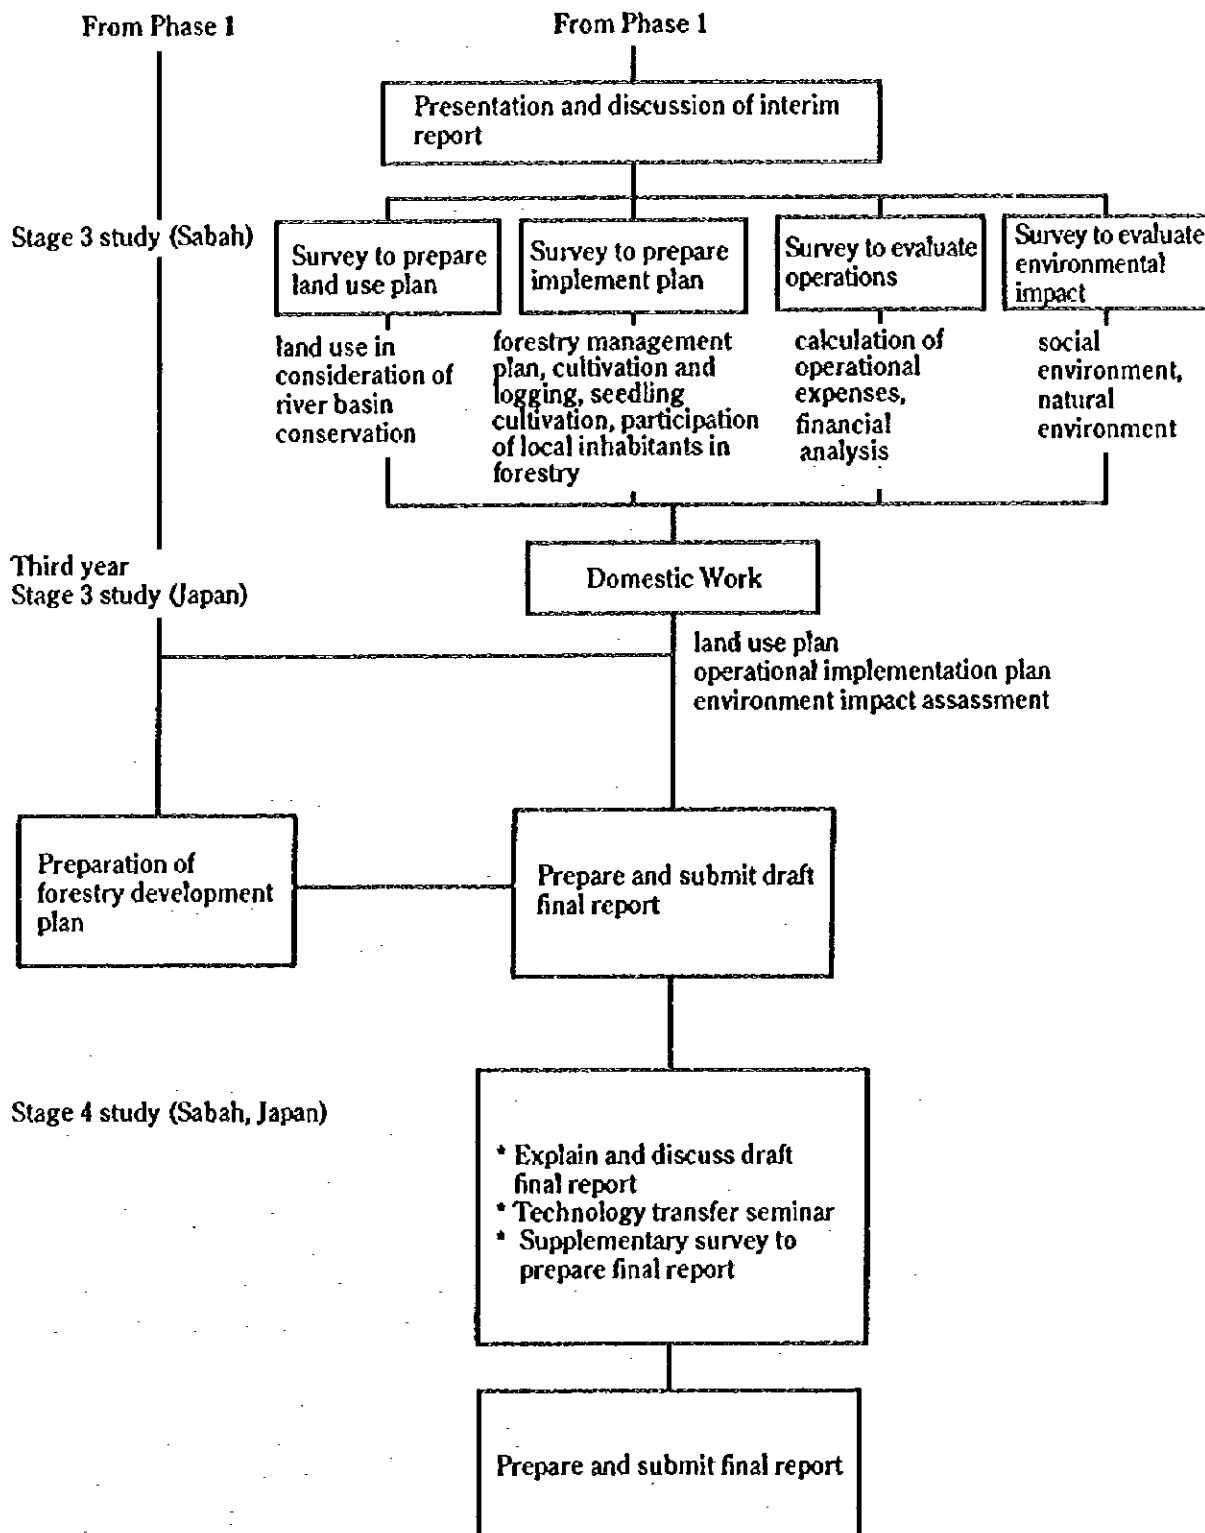 From Phase 1
From Phase 1
Presentation and discussion of interim
report
Stage 3 study (Sabah)
Survey to prepare
land use plan
Survey to prepare
implement plan
Survey to evaluate
operations
Survey to evaluate
environmental
impact
land use in
consideration of
river basin
conservation
forestry management
plan, cultivation and
logging, seedling
cultivation, participation
of local inhabitants in
forestry
calculation of
operational
expenses,
financial
analysis
social
environment,
natural
environment
Third year
Stage 3 study (Japan)
Domestic Work
land use plan
operational implementation plan
environment impact assassment
Preparation of
forestry development
plan
Prepare and submit draft
final report
Stage 4 study (Sabah, Japan)
* Explain and discuss draft
final report
* Technology transfer seminar
* Supplementary survey to
prepare final report
Prepare and submit final report